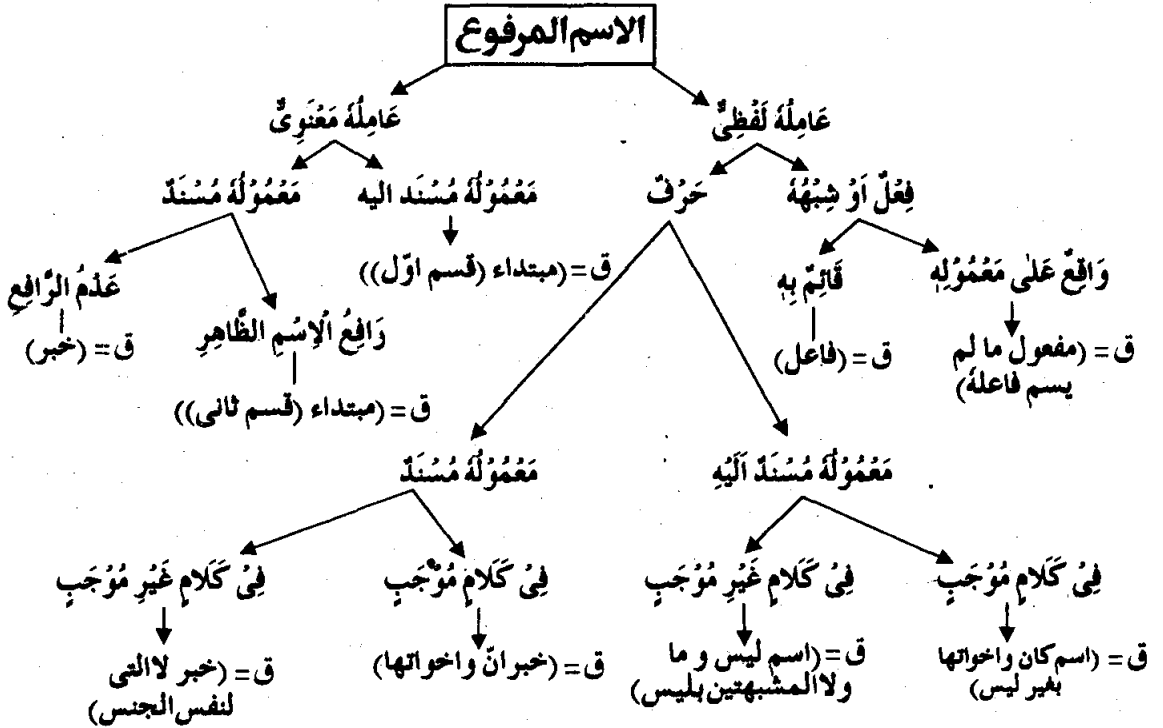 الاسم المرفوع
عَامِلُهٗ لَفْظِیٌّ
عَامِلُهٗ مَعْنَوِیٌّ
فِعْلٌ اَوْ شِبْهُهٗ
حَرْفٌ
مَعْمُوْلُهٗ مُسْنَد الیه
مَعْمُوْلُهٗ مُسْنَدٌ
وَاقِعٌ عَلٰی مَعْمُوْلِهٖ
قَائِمٌ بِهٖ
ق = (مبتداء (قسم اوّل))
عَدْمُ الرَّافِعِ
ق = (مفعول ما لم
یسم فاعلهٗ)
ق = (فاعل)
رَافِعُ الْاِسْمِ الظَّاهِرِ
ق = (خبر)
ق = (مبتداء (قسم ثانی))
مَعْمُوْلُهٗ مُسْنَدٌ اَلَیْهِ
مَعْمُوْلُهٗ مُسْنَدٌ
فِیْ کَلَامٍ مُوْجَبٍ
فِیْ کَلَامٍ غَیْرِ مُوْجَبٍ
فِیْ کَلَامٍ مُوْجَبٍ
فِیْ کَلَامٍ غَیْرِ مُوْجَبٍ
ق = (اسم کان واخواتها
بغیر لیس)
ق = (اسم لیس و ما
ولا المشبهتین بلیس)
ق = (خبر انّ واخواتها)
ق = (خبر لا التی
لنفس الجنس)